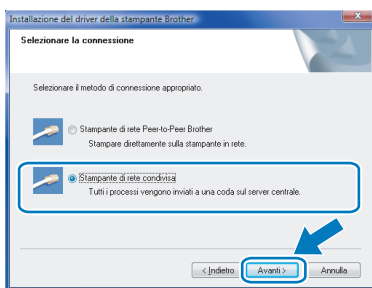 Installazione del driver della stampante Brother
Selezionare la connessione
Selezionare il metodo di connessione appropriato.
Stampante di rete Peer-to-Peer Brother
Stampare direttamente sulla stampante in rete.
Stampante di rete condivisa
Tutti i processi vengono inviati a una coda sul server centrale.
< Indietro Avanti > Annulla